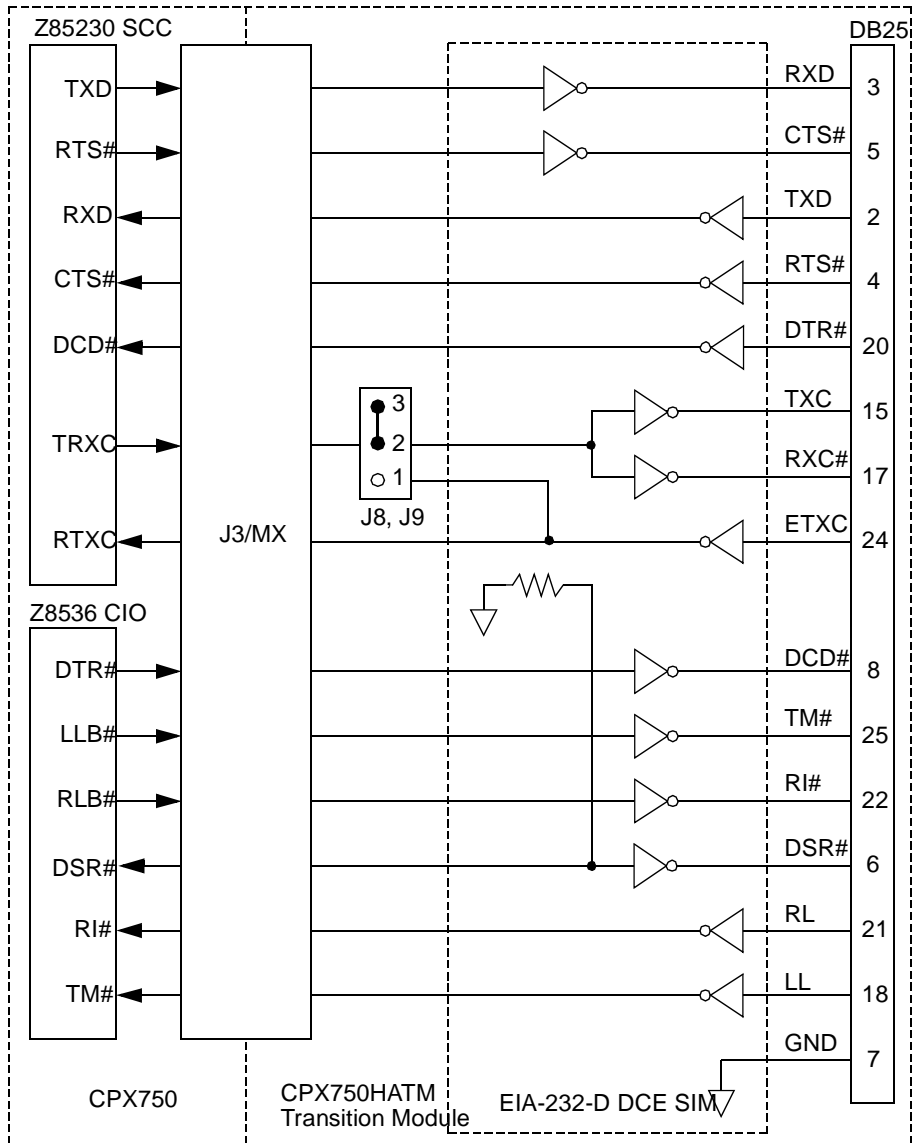 Z85230 SCC
DB25
TXD
RXD
3
RTS#
CTS#
5
RXD
TXD
2
CTS#
RTS#
4
DCD#
DTR#
20
3
TXC
15
TRXC
2
RXC#
17
1
J8, J9
RTXC
J3/MX
ETXC
24
Z8536 CIO
DTR#
DCD#
8
LLB#
TM#
25
RLB#
RI#
22
DSR#
DSR#
6
RI#
RL
21
TM#
LL
18
GND
7
CPX750
CPX750HATM
Transition Module
EIA-232-D DCE SIM